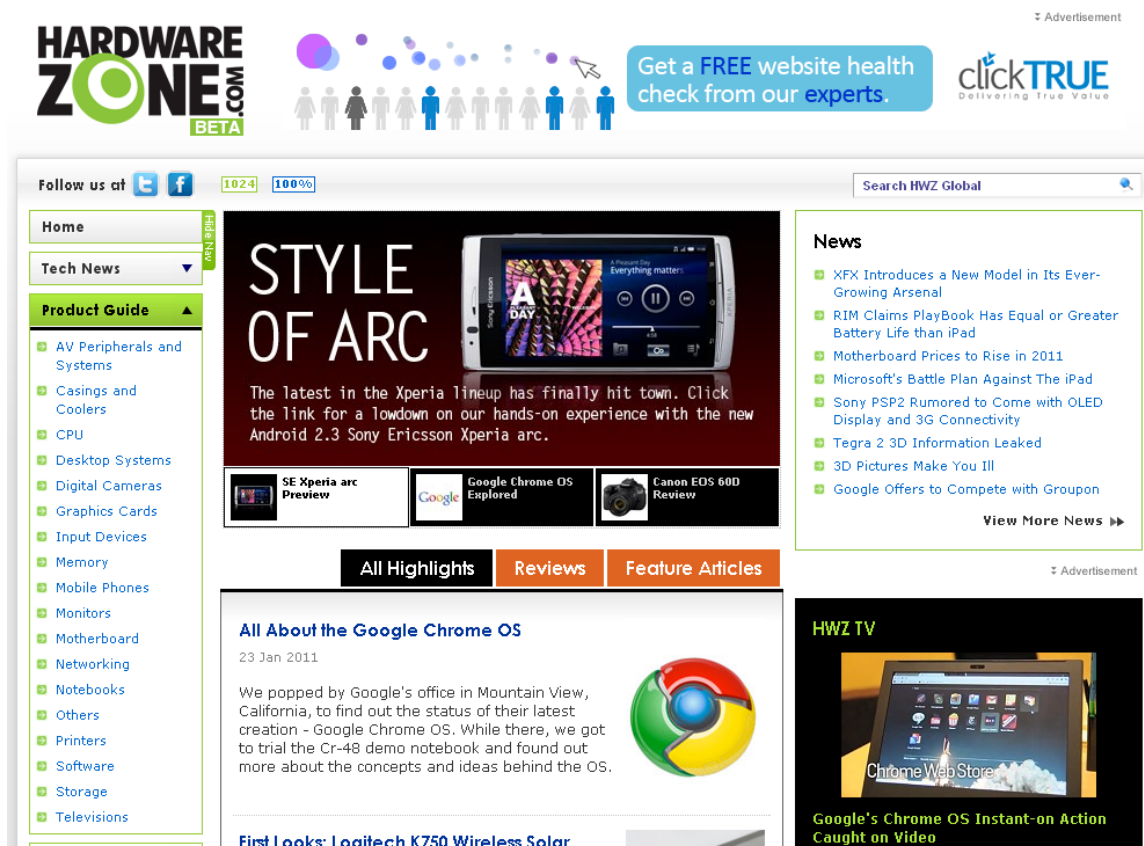 Advertisement
HARDWARE
ZONE.COM
BETA
Get a FREE website health
check from our experts.
clickTRUE
Delivering True Value
Follow us at
1024 100%
Search HWZ Global
Home
Hide Nav
Tech News
Product Guide
AV Peripherals and
Systems
Casings and
Coolers
CPU
Desktop Systems
Digital Cameras
Graphics Cards
Input Devices
Memory
Mobile Phones
Monitors
Motherboard
Networking
Notebooks
Others
Printers
Software
Storage
Televisions
STYLE
OF ARC
Sony Ericsson
A
DAY
A Pleasant Day
Everything matters
4:58
XPERIA
The latest in the Xperia lineup has finally hit town. Click
the link for a lowdown on our hands-on experience with the new
Android 2.3 Sony Ericsson Xperia arc.
SE Xperia arc
Preview
Google
Google Chrome OS
Explored
Canon EOS 60D
Review
All Highlights
Reviews
Feature Articles
All About the Google Chrome OS
23 Jan 2011
We popped by Google's office in Mountain View,
California, to find out the status of their latest
creation - Google Chrome OS. While there, we got
to trial the Cr-48 demo notebook and found out
more about the concepts and ideas behind the OS.
First Looks: Logitech K750 Wireless Solar
News
XFX Introduces a New Model in Its Ever-
Growing Arsenal
RIM Claims PlayBook Has Equal or Greater
Battery Life than iPad
Motherboard Prices to Rise in 2011
Microsoft's Battle Plan Against The iPad
Sony PSP2 Rumored to Come with OLED
Display and 3G Connectivity
Tegra 2 3D Information Leaked
3D Pictures Make You Ill
Google Offers to Compete with Groupon
View More News
Advertisement
HWZ TV
Chrome Web Store
Google's Chrome OS Instant-on Action
Caught on Video